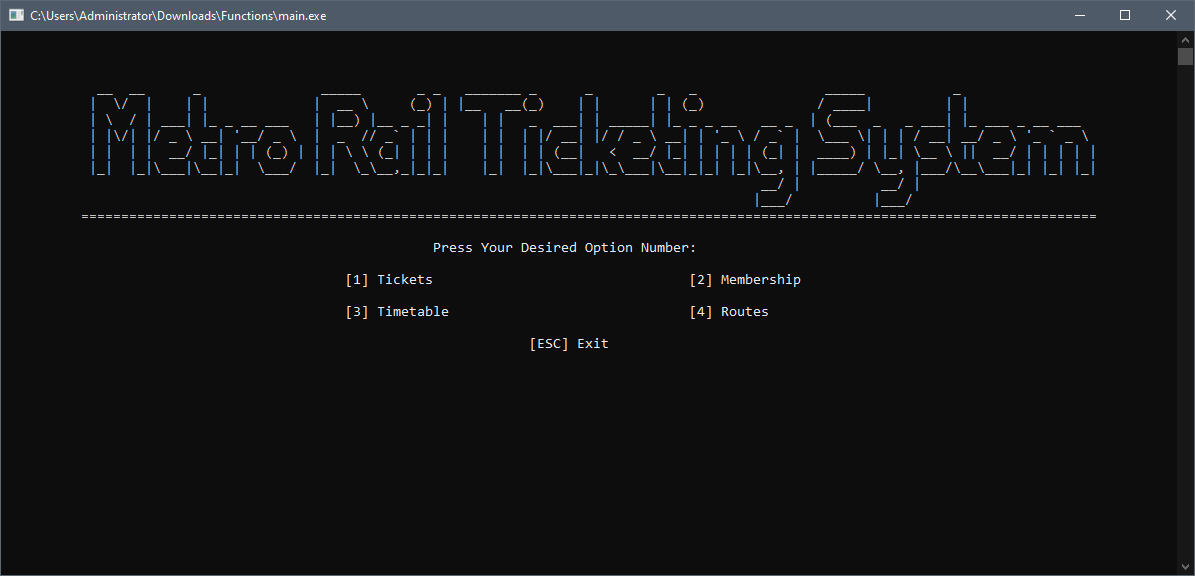 C:\Users\Administrator\Downloads\Functions\main.exe
Metro Rail Ticketing System
Press Your Desired Option Number:
[1] Tickets [2] Membership
[3] Timetable [4] Routes
[ESC] Exit